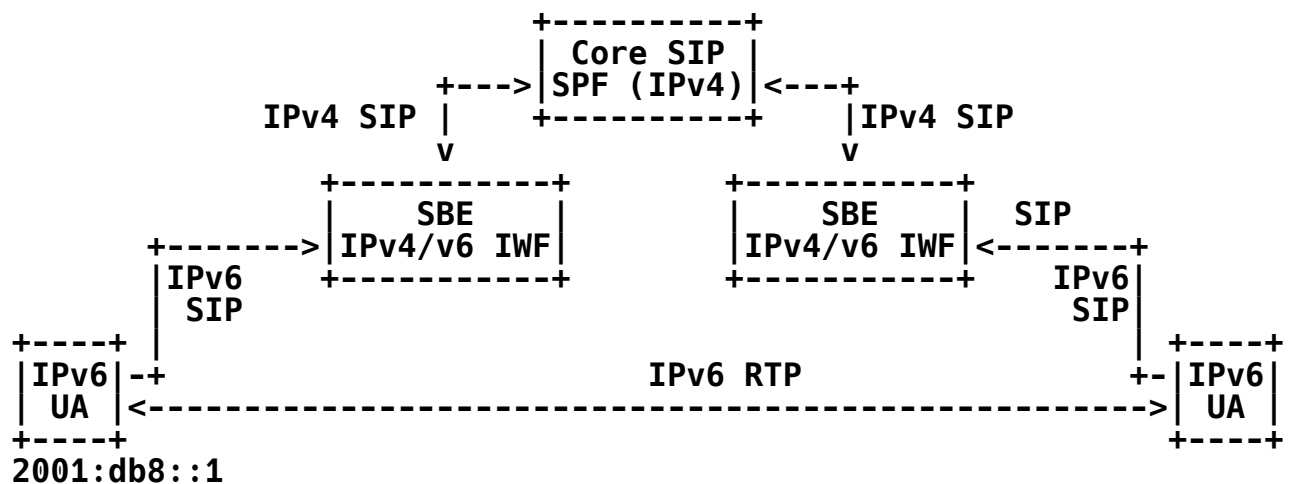 Core SIP
SPF (IPv4)
IPv4 SIP IPv4 SIP
SBE SBE SIP
IPv4/v6 IWF IPv4/v6 IWF
IPv6 IPv6
SIP SIP
IPv6 IPv6 RTP IPv6
UA UA
2001:db8::1